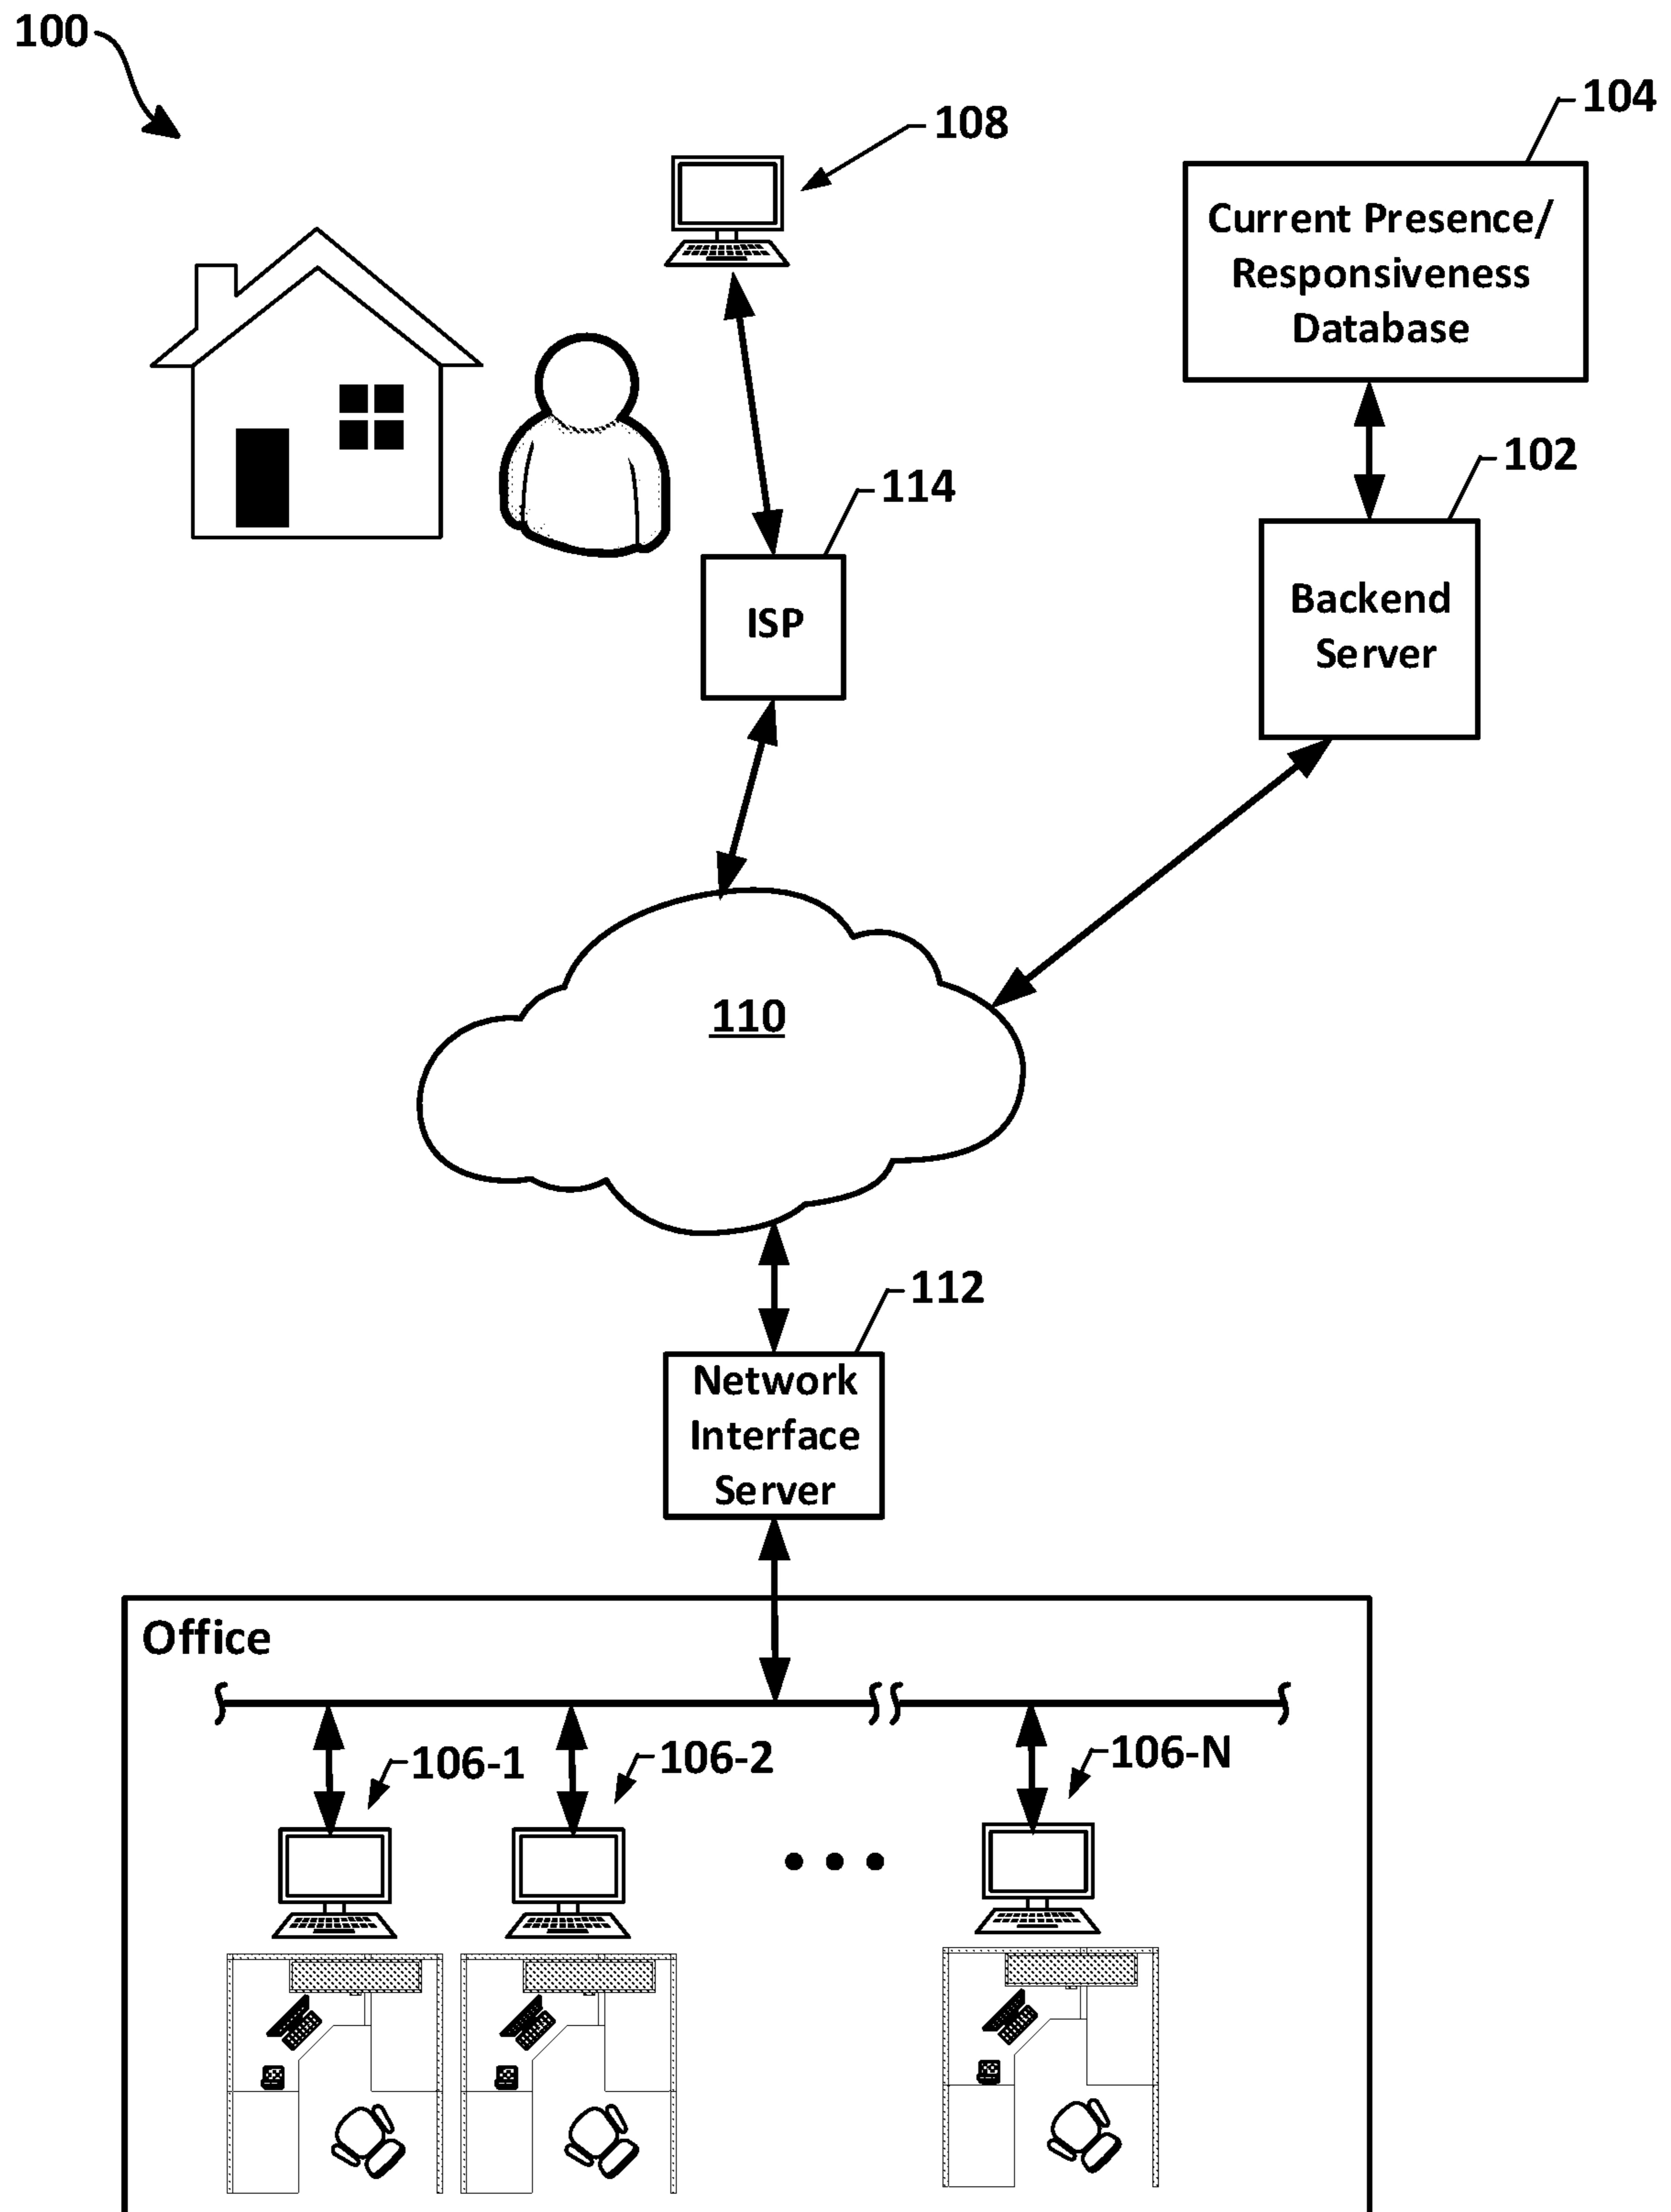 100
108
104
Current Presence/
Responsiveness
Database
102
114
Backend
Server
ISP
110
112
Network
Interface
Server
Office
106-1
106-2
106-N